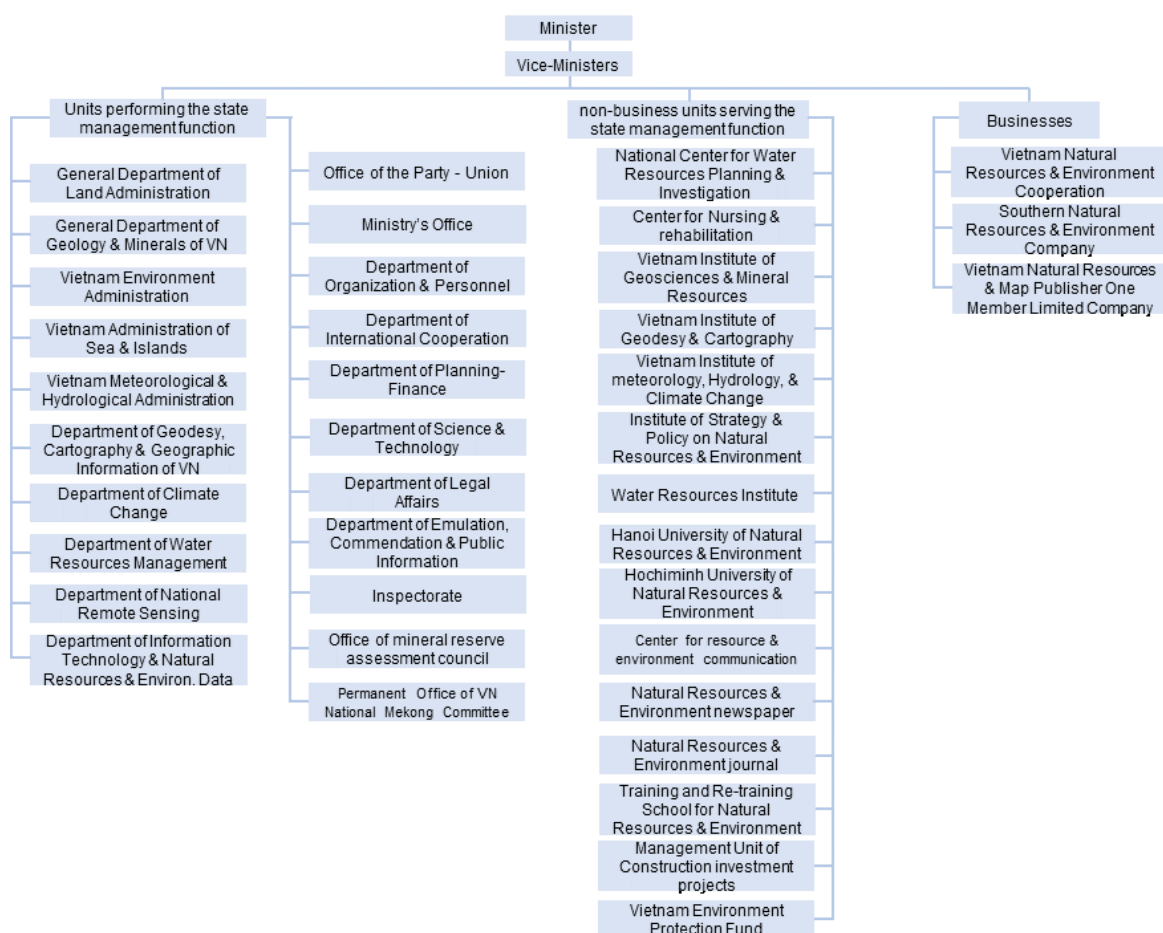 Minister
Vice-Ministers
Units performing the state
management function
General Department of
Land Administration
General Department of
Geology & Minerals of VN
Vietnam Environment
Administration
Vietnam Administration of
Sea & Islands
Vietnam Meteorological &
Hydrological Administration
Department of Geodesy,
Cartography & Geographic
Information of VN
Department of Climate
Change
Department of Water
Resources Management
Department of National
Remote Sensing
Department of Information
Technology & Natural
Resources & Environ. Data
Office of the Party - Union
Ministry's Office
Department of
Organization & Personnel
Department of
International Cooperation
Department of Planning-
Finance
Department of Science &
Technology
Department of Legal
Affairs
Department of Emulation,
Commendation & Public
Information
Inspectorate
Office of mineral reserve
assessment council
Permanent Office of VN
National Mekong Committee
non-business units serving the
state management function
National Center for Water
Resources Planning &
Investigation
Center for Nursing &
rehabilitation
Vietnam Institute of
Geosciences & Mineral
Resources
Vietnam Institute of
Geodesy & Cartography
Vietnam Institute of
meteorology, Hydrology, &
Climate Change
Institute of Strategy &
Policy on Natural
Resources & Environment
Water Resources Institute
Hanoi University of Natural
Resources & Environment
Hochiminh University of
Natural Resources &
Environment
Center for resource &
environment communication
Natural Resources &
Environment newspaper
Natural Resources &
Environment journal
Training and Re-training
School for Natural
Resources & Environment
Management Unit of
Construction investment
projects
Vietnam Environment
Protection Fund
Businesses
Vietnam Natural
Resources & Environment
Cooperation
Southern Natural
Resources & Environment
Company
Vietnam Natural Resources
& Map Publisher One
Member Limited Company